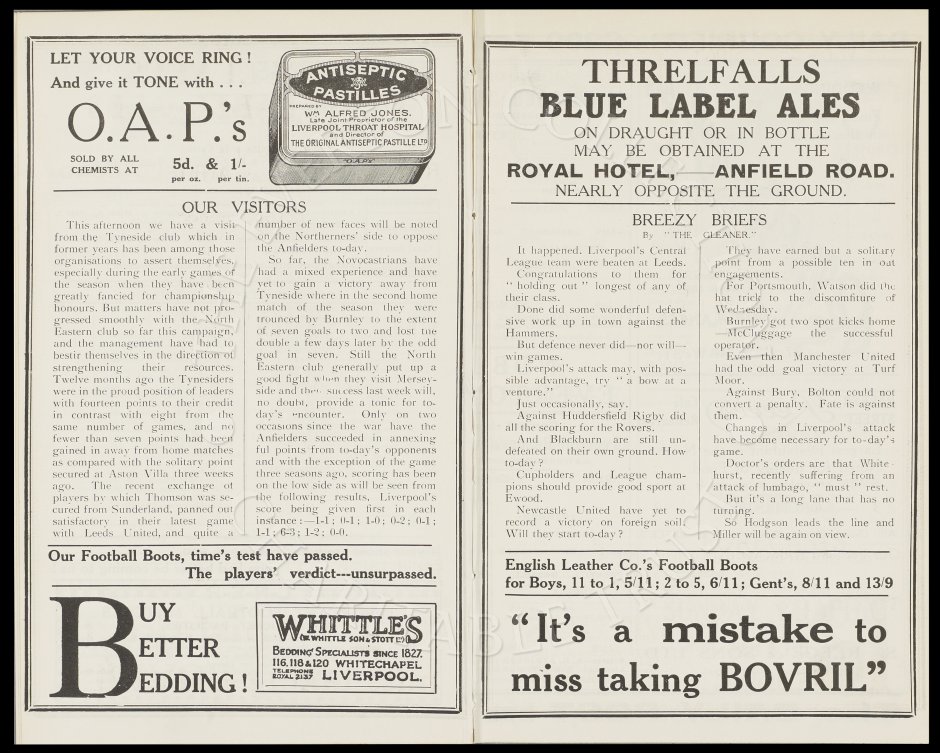 LET YOUR VOICE RING!
And give it TONE with . . .
O.A.P.'s
SOLD BY ALL
CHEMISTS AT
5d. & 1/-
per oz. per tin.
ANTISEPTIC
PASTILLES
PREPARED BY
WM ALFRED JONES.
Late Joint Proprietor of the
LIVERPOOL THROAT HOSPITAL
and Director of
THE ORIGINAL ANTISEPTIC PASTILLE LTD
"O.A.P.s"
OUR VISITORS
This afternoon we have a visit
from the Tyneside club which in
former years has been among those
organisations to assert themselves,
especially during the early games of
the season when they have been
greatly fancied for championship
honours. But matters have not pro-
gressed smoothly with the North
Eastern club so far this campaign,
and the management have had to
bestir themselves in the direction of
strengthening their resources.
Twelve months ago the Tynesiders
were in the proud position of leaders
with fourteen points to their credit
in contrast with eight from the
same number of games, and no
fewer than seven points had been
gained in away from home matches
as compared with the solitary point
secured at Aston Villa three weeks
ago. The recent exchange of
players by which Thomson was se-
cured from Sunderland, panned out
satisfactory in their latest game
with Leeds United, and quite a
number of new faces will be noted
on the Northerners' side to oppose
the Anfielders to-day.
So far, the Novocastrians have
had a mixed experience and have
yet to gain a victory away from
Tyneside where in the second home
match of the season they were
trounced by Burnley to the extent
of seven goals to two and lost the
double a few days later by the odd
goal in seven. Still the North
Eastern club generally put up a
good fight when they visit Mersey-
side and their success last week will,
no doubt, provide a tonic for to-
day's encounter. Only on two
occasions since the war have the
Anfielders succeeded in annexing
ful points from to-day's opponents
and with the exception of the game
three seasons ago, scoring has been
on the low side as will be seen from
the following results, Liverpool's
score being given first in each
instance:—1-1; 0-1; 1-0; 0-2; 0-1;
1-1; 6-3; 1-2; 0-0.
Our Football Boots, time's test have passed.
The players' verdict---unsurpassed.
BUY
BETTER
BEDDING!
WHITTLE'S
(R. WHITTLE SON & STOTT LD)
BEDDING SPECIALISTS SINCE 1827.
116, 118 & 120 WHITECHAPEL
TELEPHONE
ROYAL 2137 LIVERPOOL.
THRELFALLS
BLUE LABEL ALES
ON DRAUGHT OR IN BOTTLE
MAY BE OBTAINED AT THE
ROYAL HOTEL, ANFIELD ROAD.
NEARLY OPPOSITE THE GROUND.
BREEZY BRIEFS
By "THE GLEANER."
It happened. Liverpool's Central
League team were beaten at Leeds.
Congratulations to them for
"holding out" longest of any of
their class.
Done did some wonderful defen-
sive work up in town against the
Hammers.
But defence never did—nor will—
win games.
Liverpool's attack may, with pos-
sible advantage, try "a bow at a
venture."
Just occasionally, say.
Against Huddersfield Rigby did
all the scoring for the Rovers.
And Blackburn are still un-
defeated on their own ground. How
to-day?
Cupholders and League cham-
pions should provide good sport at
Ewood.
Newcastle United have yet to
record a victory on foreign soil.
Will they start to-day?
They have earned but a solitary
point from a possible ten in out
engagements.
For Portsmouth, Watson did the
hat trick to the discomfiture of
Wednesday.
Burnley got two spot kicks home
—McCluggage the successful
operator.
Even then Manchester United
had the odd goal victory at Turf
Moor.
Against Bury, Bolton could not
convert a penalty. Fate is against
them.
Changes in Liverpool's attack
have become necessary for to-day's
game.
Doctor's orders are that White-
hurst, recently suffering from an
attack of lumbago, "must" rest.
But it's a long lane that has no
turning.
So Hodgson leads the line and
Miller will be again on view.
English Leather Co.'s Football Boots
for Boys, 11 to 1, 5/11; 2 to 5, 6/11; Gent's, 8/11 and 13/9
"It's a mistake to
miss taking BOVRIL"